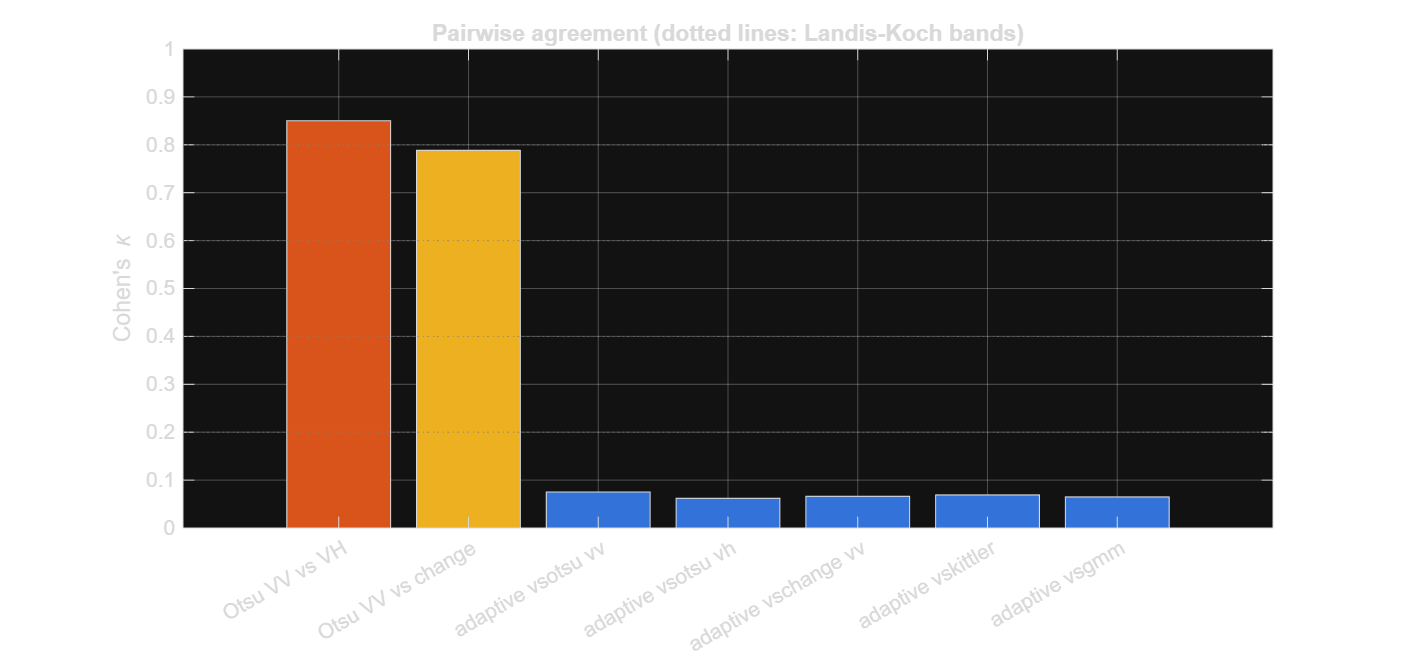 Pairwise agreement (dotted lines: Landis-Koch bands)
1
0.9
0.8
0.7
0.6
0.5
0.4
0.3
0.2
0.1
0
Cohen's κ
Otsu VV vs VH
Otsu VV vs change
adaptive vsotsu vv
adaptive vsotsu vh
adaptive vschange vv
adaptive vskittler
adaptive vsgmm